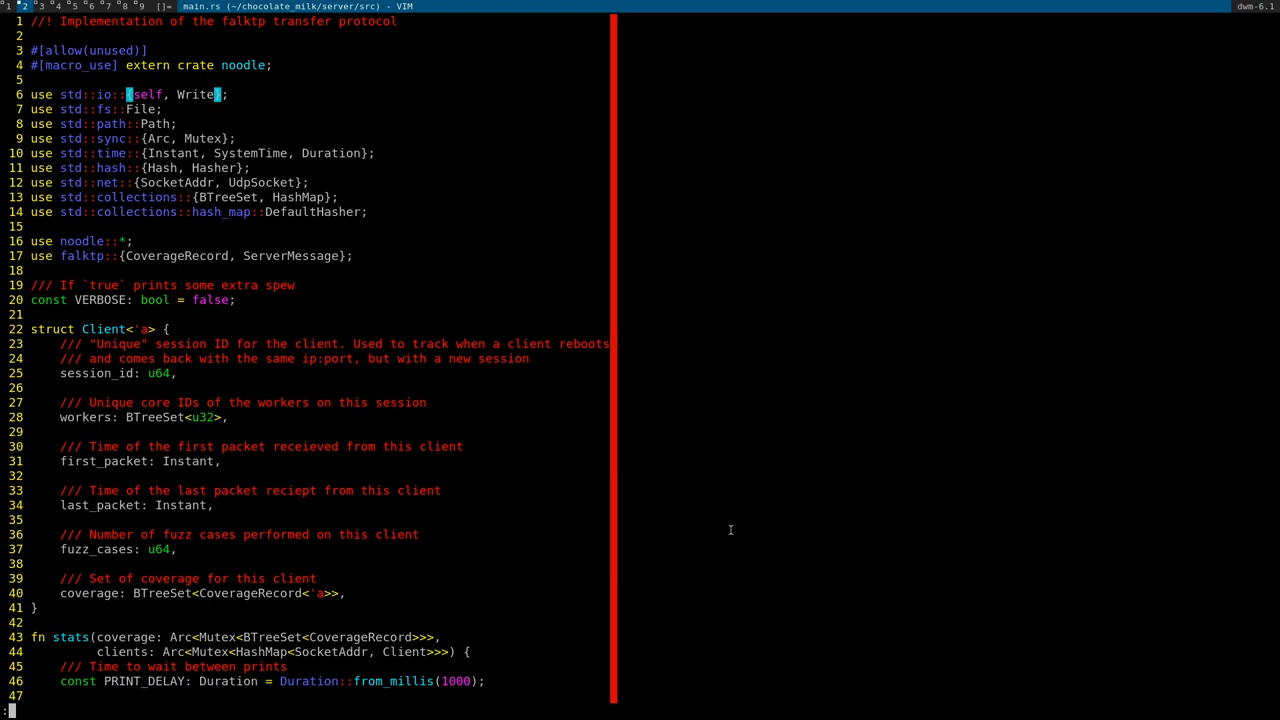 1 2 3 4 5 6 7 8 9 []= main.rs (~/chocolate_milk/server/src) - VIM dwm-6.1
1 //! Implementation of the falktp transfer protocol
2
3 #[allow(unused)]
4 #[macro_use] extern crate noodle;
5
6 use std::io::{self, Write};
7 use std::fs::File;
8 use std::path::Path;
9 use std::sync::{Arc, Mutex};
10 use std::time::{Instant, SystemTime, Duration};
11 use std::hash::{Hash, Hasher};
12 use std::net::{SocketAddr, UdpSocket};
13 use std::collections::{BTreeSet, HashMap};
14 use std::collections::hash_map::DefaultHasher;
15
16 use noodle::*;
17 use falktp::{CoverageRecord, ServerMessage};
18
19 /// If `true` prints some extra spew
20 const VERBOSE: bool = false;
21
22 struct Client<'a> {
23     /// "Unique" session ID for the client. Used to track when a client reboots
24     /// and comes back with the same ip:port, but with a new session
25     session_id: u64,
26
27     /// Unique core IDs of the workers on this session
28     workers: BTreeSet<u32>,
29
30     /// Time of the first packet receieved from this client
31     first_packet: Instant,
32
33     /// Time of the last packet reciept from this client
34     last_packet: Instant,
35
36     /// Number of fuzz cases performed on this client
37     fuzz_cases: u64,
38
39     /// Set of coverage for this client
40     coverage: BTreeSet<CoverageRecord<'a>>,
41 }
42
43 fn stats(coverage: Arc<Mutex<BTreeSet<CoverageRecord>>>,
44          clients: Arc<Mutex<HashMap<SocketAddr, Client>>>) {
45     /// Time to wait between prints
46     const PRINT_DELAY: Duration = Duration::from_millis(1000);
47
: